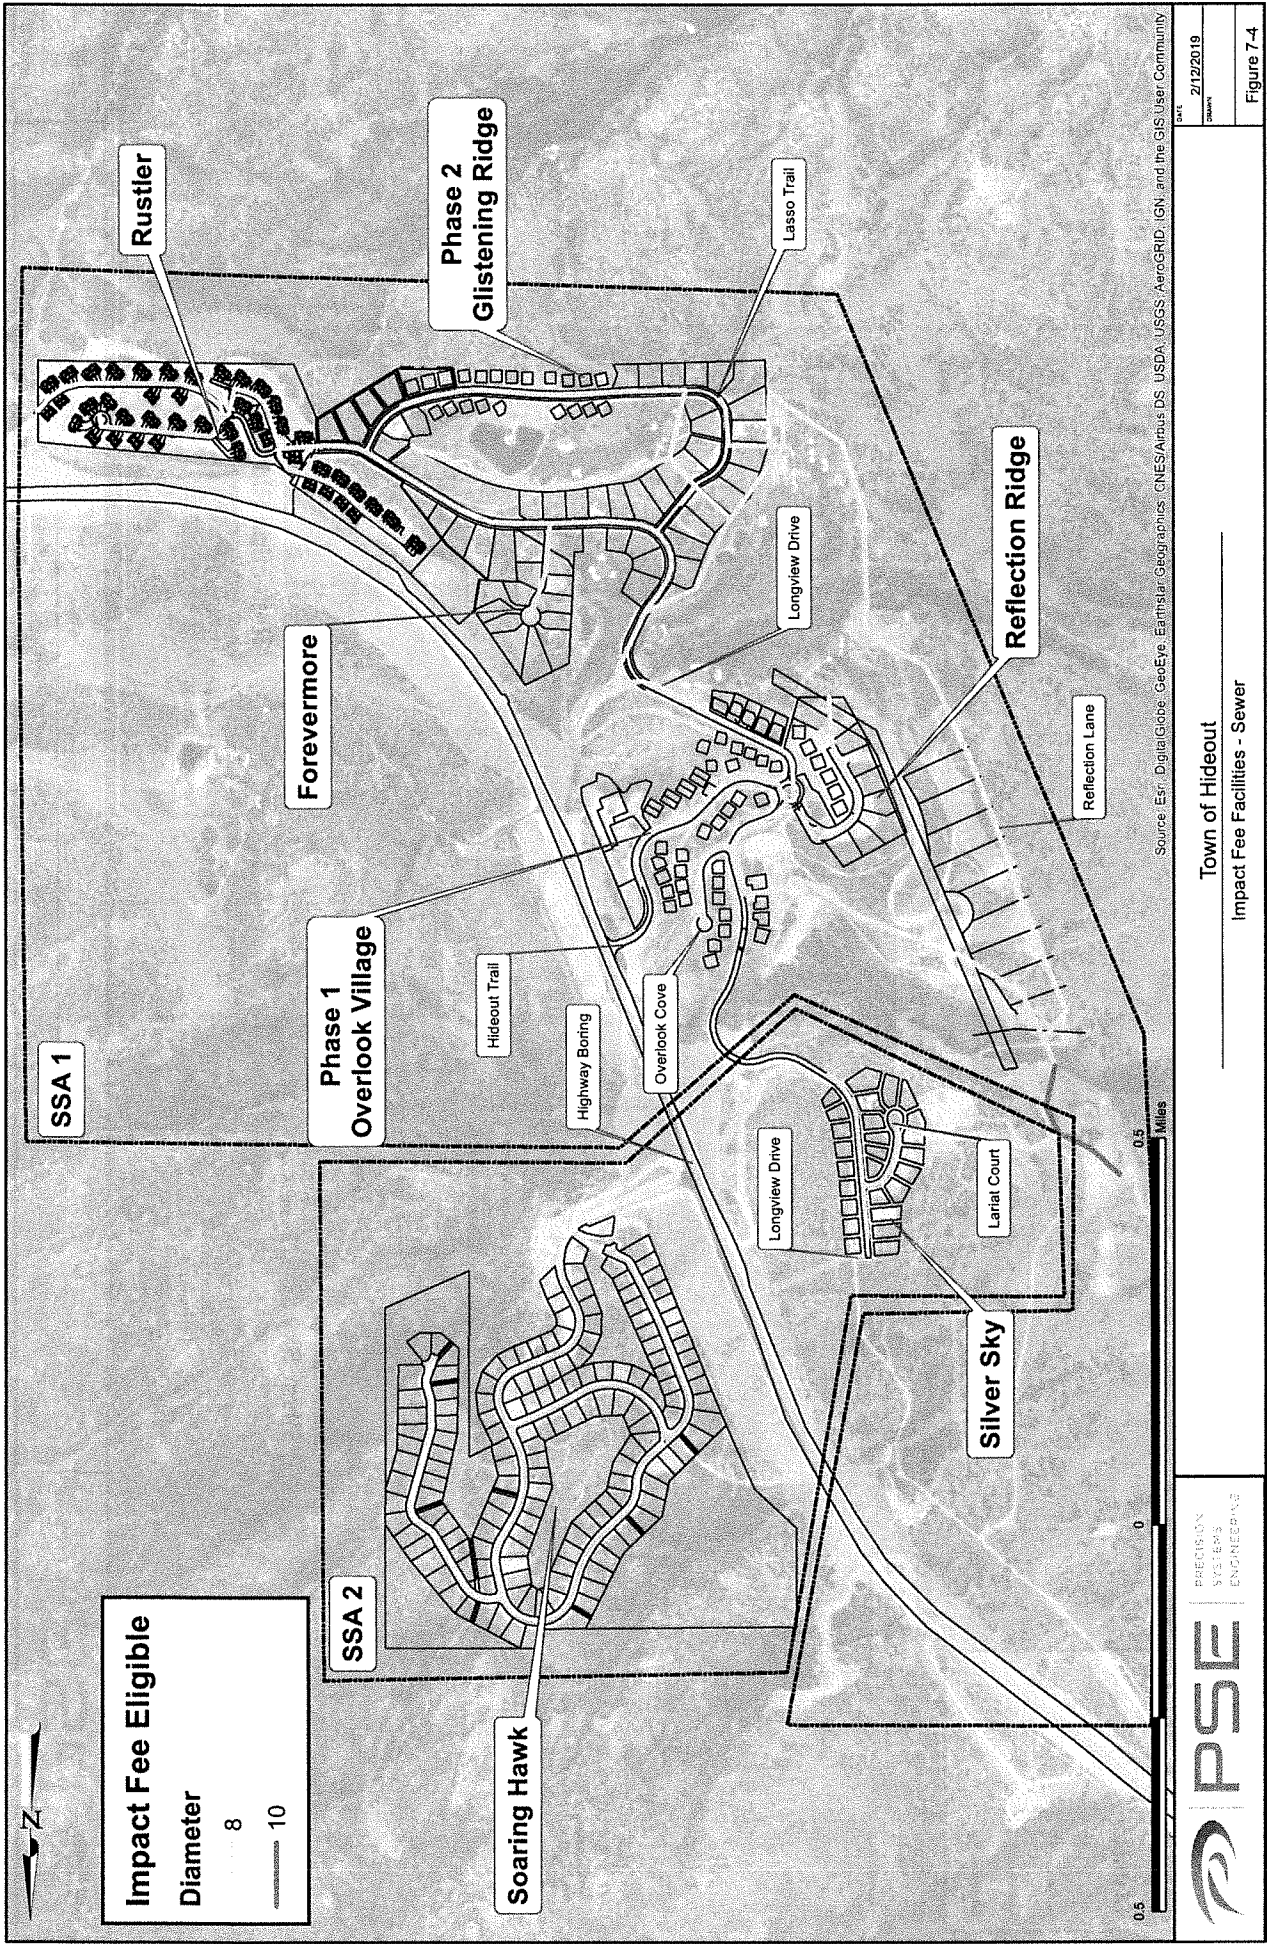 Impact Fee Eligible
Diameter
8
10
N
SSA 1
SSA 2
Soaring Hawk
Phase 1
Overlook Village
Forevermore
Rustler
Phase 2
Glistening Ridge
Hideout Trail
Highway Boring
Overlook Cove
Longview Drive
Lasso Trail
Longview Drive
Lariat Court
Silver Sky
Reflection Ridge
Reflection Lane
0.5
0
0.5
Miles
Source: Esri, DigitalGlobe, GeoEye, Earthstar Geographics, CNES/Airbus DS, USDA, USGS, AeroGRID, IGN, and the GIS User Community
PSE
PRECISION
SYSTEMS
ENGINEERING
Town of Hideout
Impact Fee Facilities - Sewer
DATE
2/12/2019
DRAWN
Figure 7-4